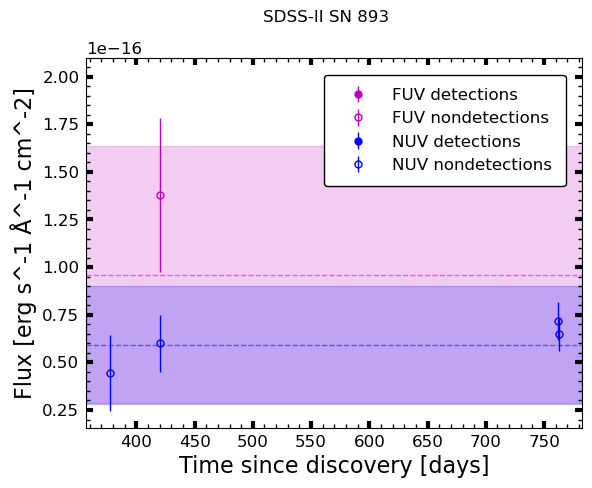 SDSS-II SN 893
1e−16
2.00
1.75
1.50
1.25
1.00
0.75
0.50
0.25
Flux [erg s^-1 Å^-1 cm^-2]
FUV detections
FUV nondetections
NUV detections
NUV nondetections
400 450 500 550 600 650 700 750
Time since discovery [days]